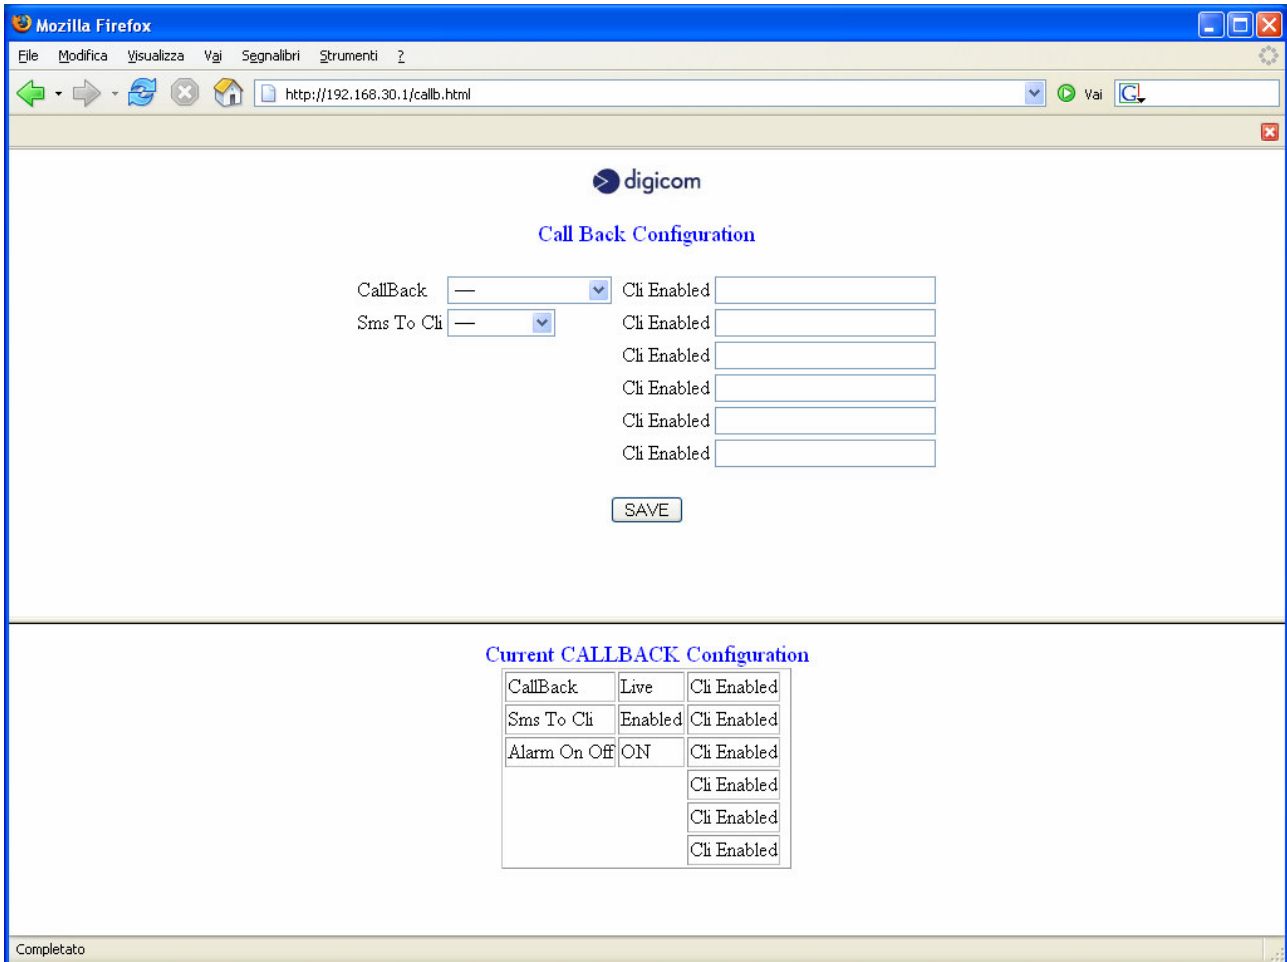 Mozilla Firefox
File Modifica Visualizza Vai Segnalibri Strumenti ?
http://192.168.30.1/callb.html Vai G
digicom
Call Back Configuration
CallBack — Cli Enabled
Sms To Cli — Cli Enabled
Cli Enabled
Cli Enabled
Cli Enabled
Cli Enabled
SAVE
Current CALLBACK Configuration
CallBack Live Cli Enabled
Sms To Cli Enabled Cli Enabled
Alarm On Off ON Cli Enabled
Cli Enabled
Cli Enabled
Cli Enabled
Completato